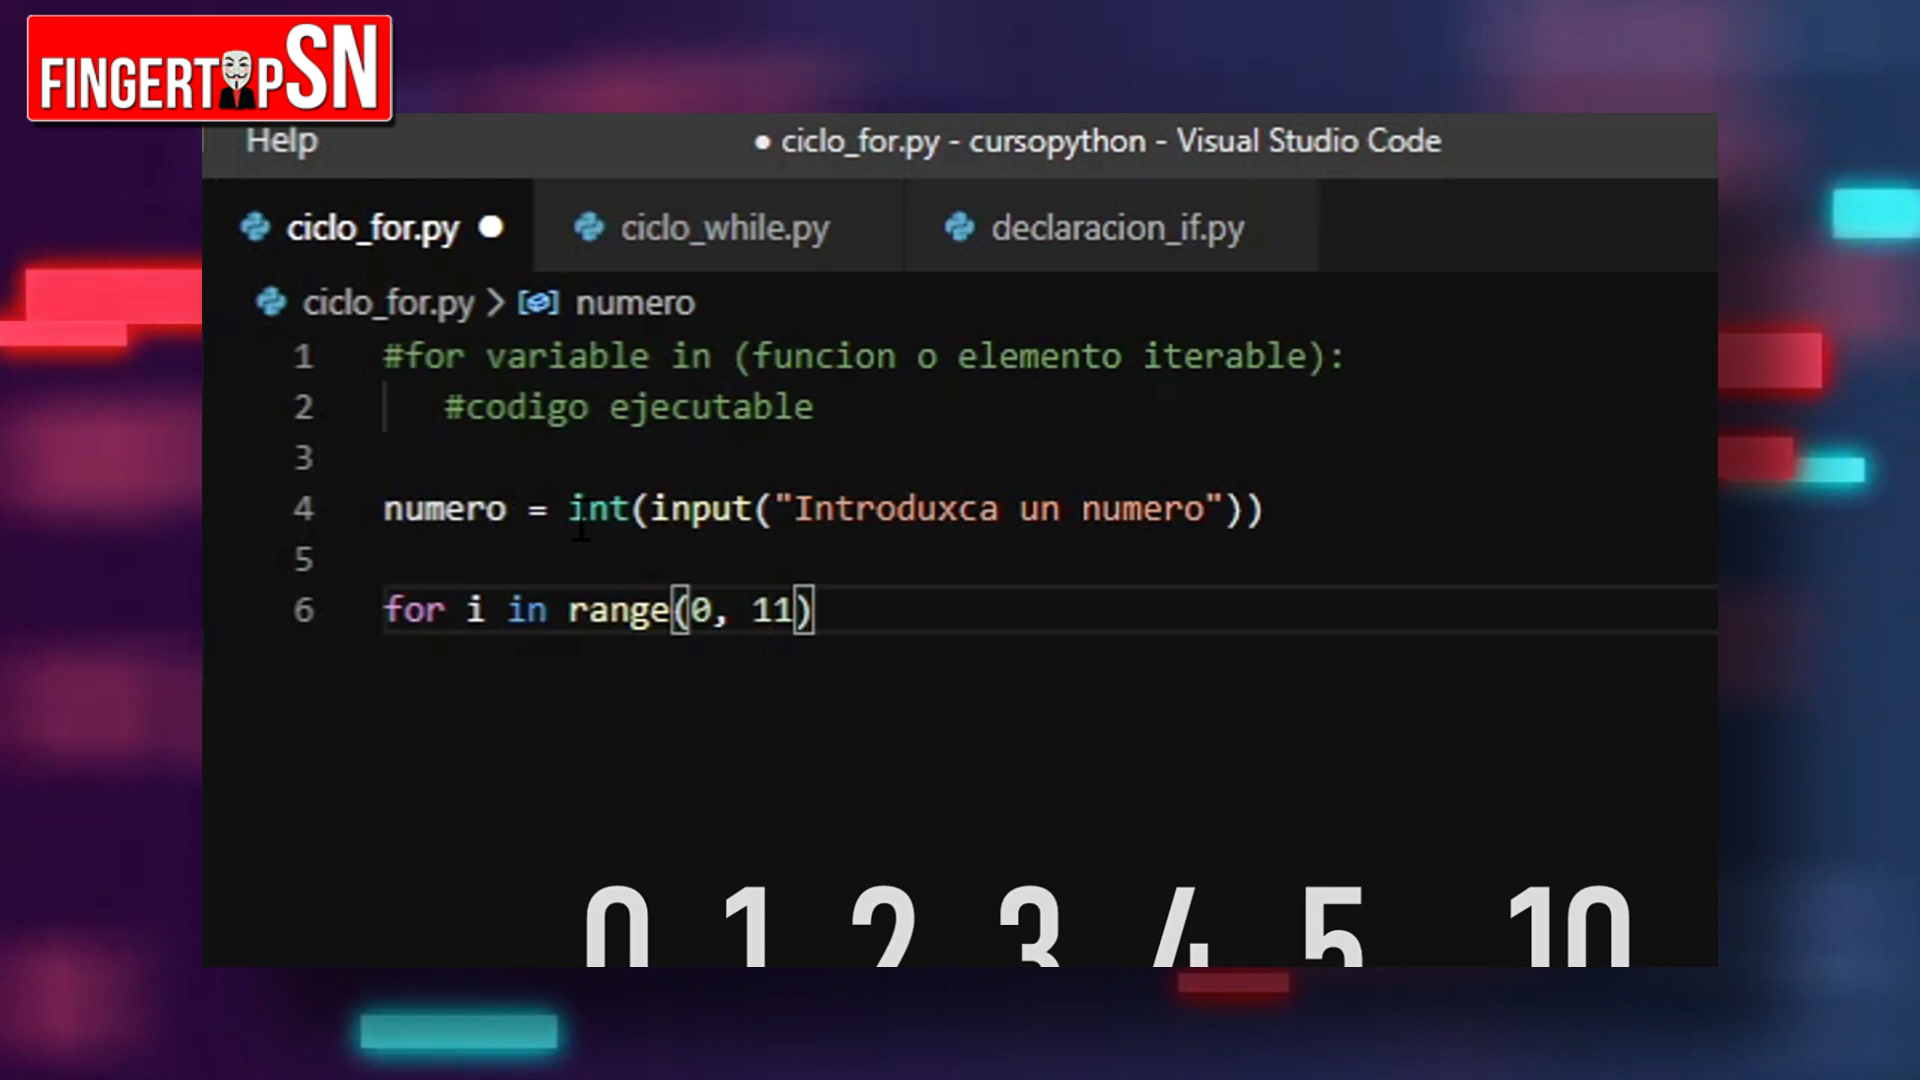 FINGERTIPSN
Help
● ciclo_for.py - cursopython - Visual Studio Code
ciclo_for.py ● ciclo_while.py declaracion_if.py
ciclo_for.py > numero
1 #for variable in (funcion o elemento iterable):
2 #codigo ejecutable
3
4 numero = int(input("Introduxca un numero"))
5
6 for i in range(0, 11)
0 1 2 3 4 5 10